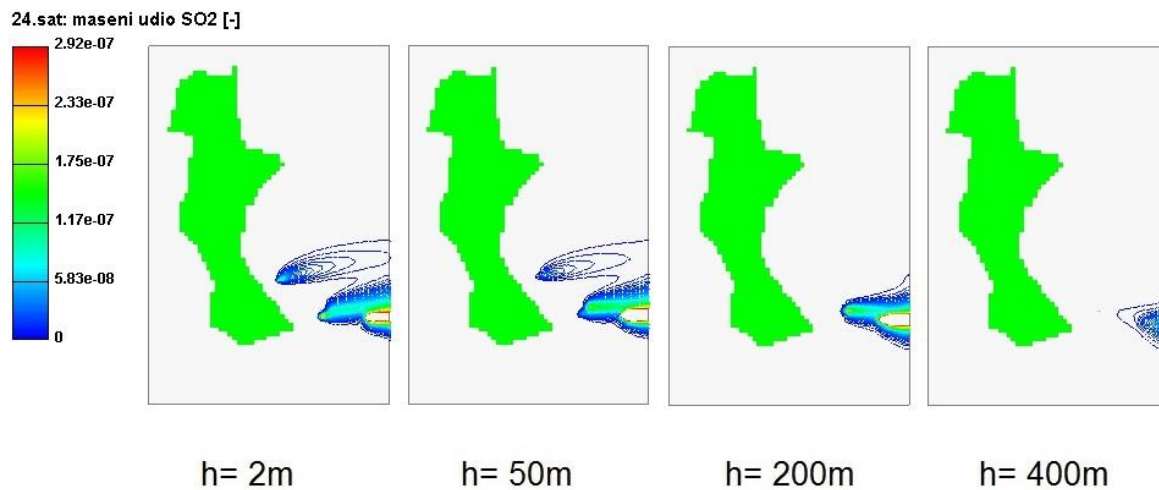 24.sat: maseni udio SO2 [-]
2.92e-07
2.33e-07
1.75e-07
1.17e-07
5.83e-08
0
h= 2m
h= 50m
h= 200m
h= 400m